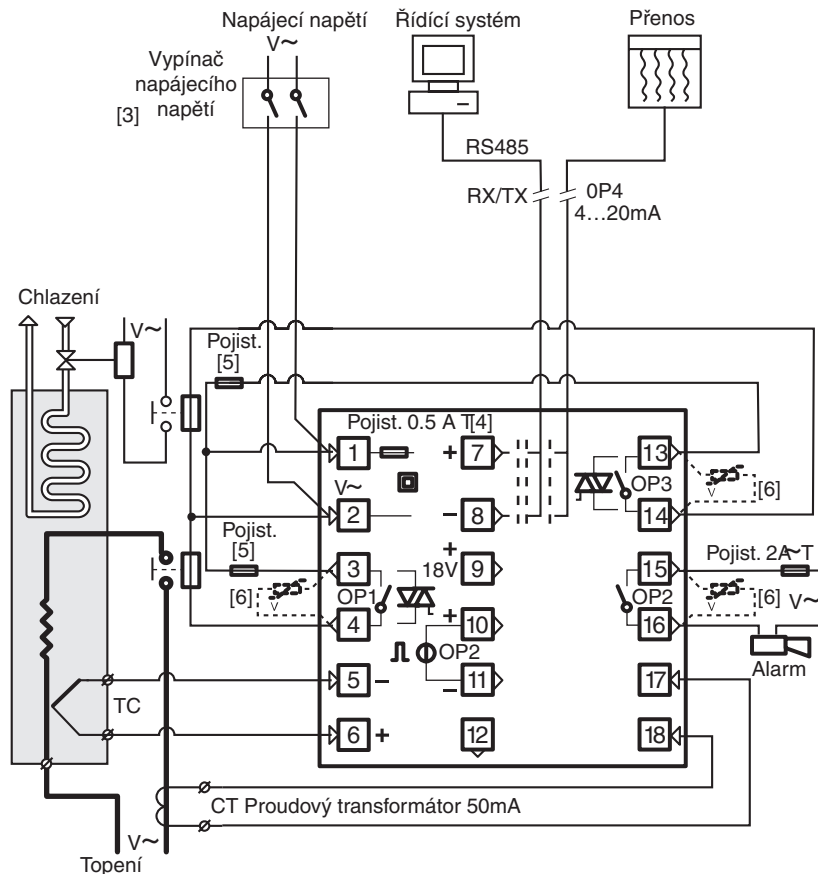 Napájecí napětí
V~
Řídící systém
Přenos
Vypínač
napájecího
napětí
[3]
RS485
RX/TX
0P4
4...20mA
Chlazení
V~
Pojist.
[5]
Pojist. 0.5 A T[4]
1
+
7
13
OP3
[6]
V
V~
2
–
8
14
Pojist.
[5]
3
+
18V
9
15
Pojist. 2A~T
[6]
V
OP1
OP2
[6]
V
V~
4
+
10
16
OP2
Alarm
5
–
–
11
17
TC
6
+
12
18
CT Proudový transformátor 50mA
V~
Topení